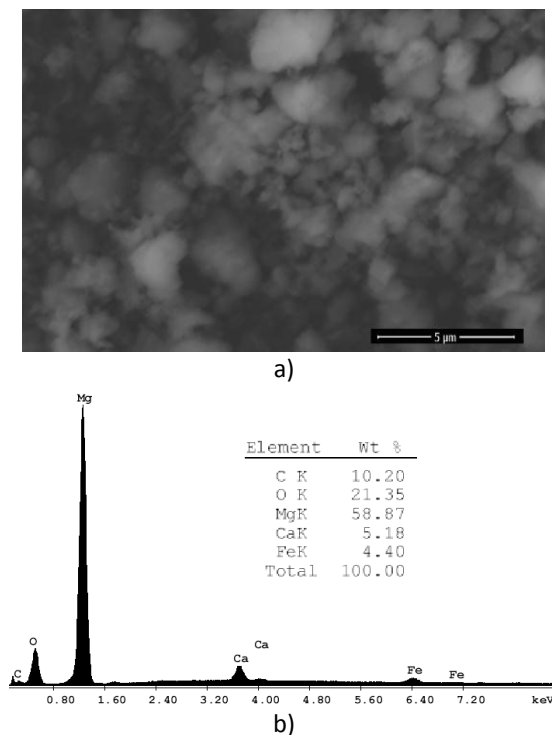 5 µm
a)
Mg
Element Wt %
C K 10.20
O K 21.35
MgK 58.87
CaK 5.18
FeK 4.40
Total 100.00
O
C
Ca
Ca
Fe
Fe
0.80 1.60 2.40 3.20 4.00 4.80 5.60 6.40 7.20 keV
b)